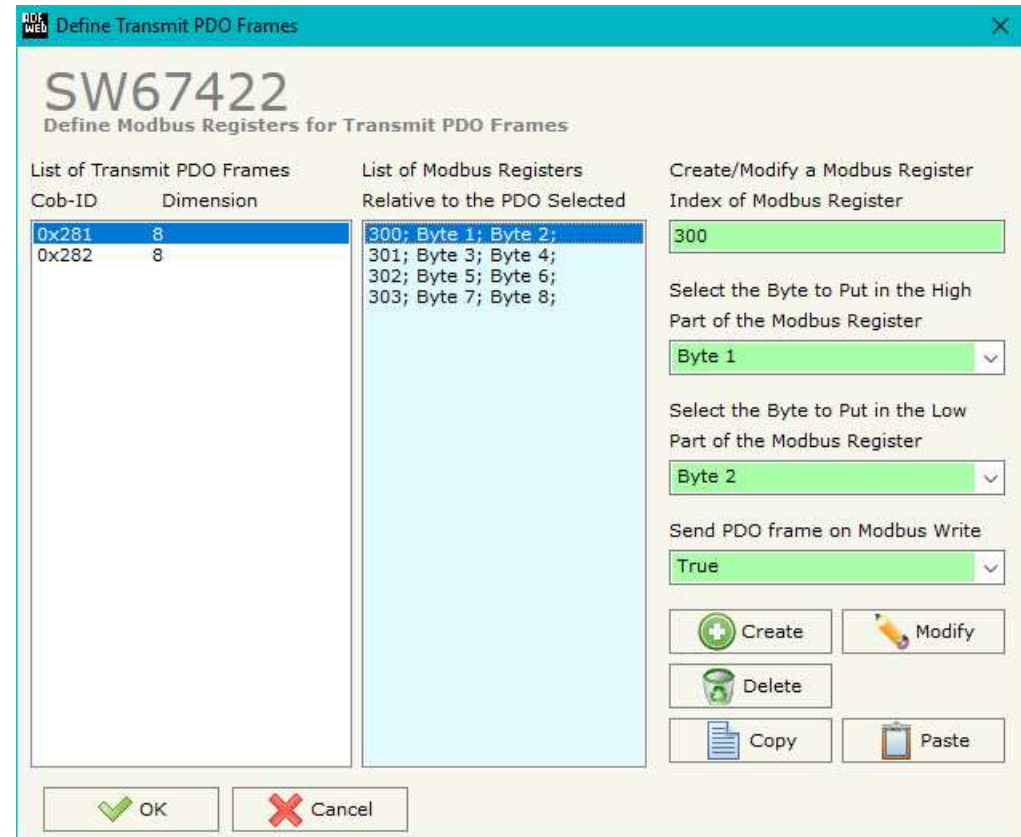 ADF
WEB Define Transmit PDO Frames
SW67422
Define Modbus Registers for Transmit PDO Frames
List of Transmit PDO Frames
Cob-ID Dimension
0x281 8
0x282 8
List of Modbus Registers
Relative to the PDO Selected
300; Byte 1; Byte 2;
301; Byte 3; Byte 4;
302; Byte 5; Byte 6;
303; Byte 7; Byte 8;
Create/Modify a Modbus Register
Index of Modbus Register
300
Select the Byte to Put in the High
Part of the Modbus Register
Byte 1
Select the Byte to Put in the Low
Part of the Modbus Register
Byte 2
Send PDO frame on Modbus Write
True
Create Modify
Delete
Copy Paste
OK Cancel